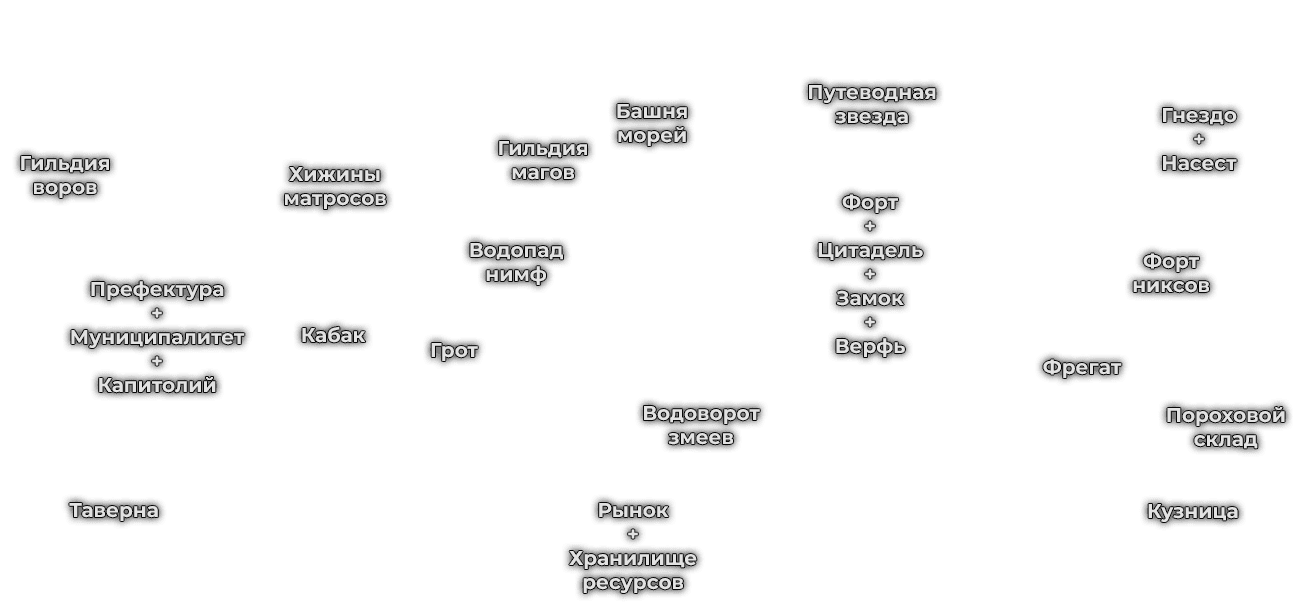 Путеводная
звезда
Башня
морей
Гнездо
+
Насест
Гильдия
магов
Гильдия
воров
Хижины
матросов
Форт
+
Цитадель
+
Замок
+
Верфь
Водопад
нимф
Форт
никсов
Префектура
+
Муниципалитет
+
Капитолий
Кабак
Грот
Фрегат
Водоворот
змеев
Пороховой
склад
Таверна
Рынок
+
Хранилище
ресурсов
Кузница